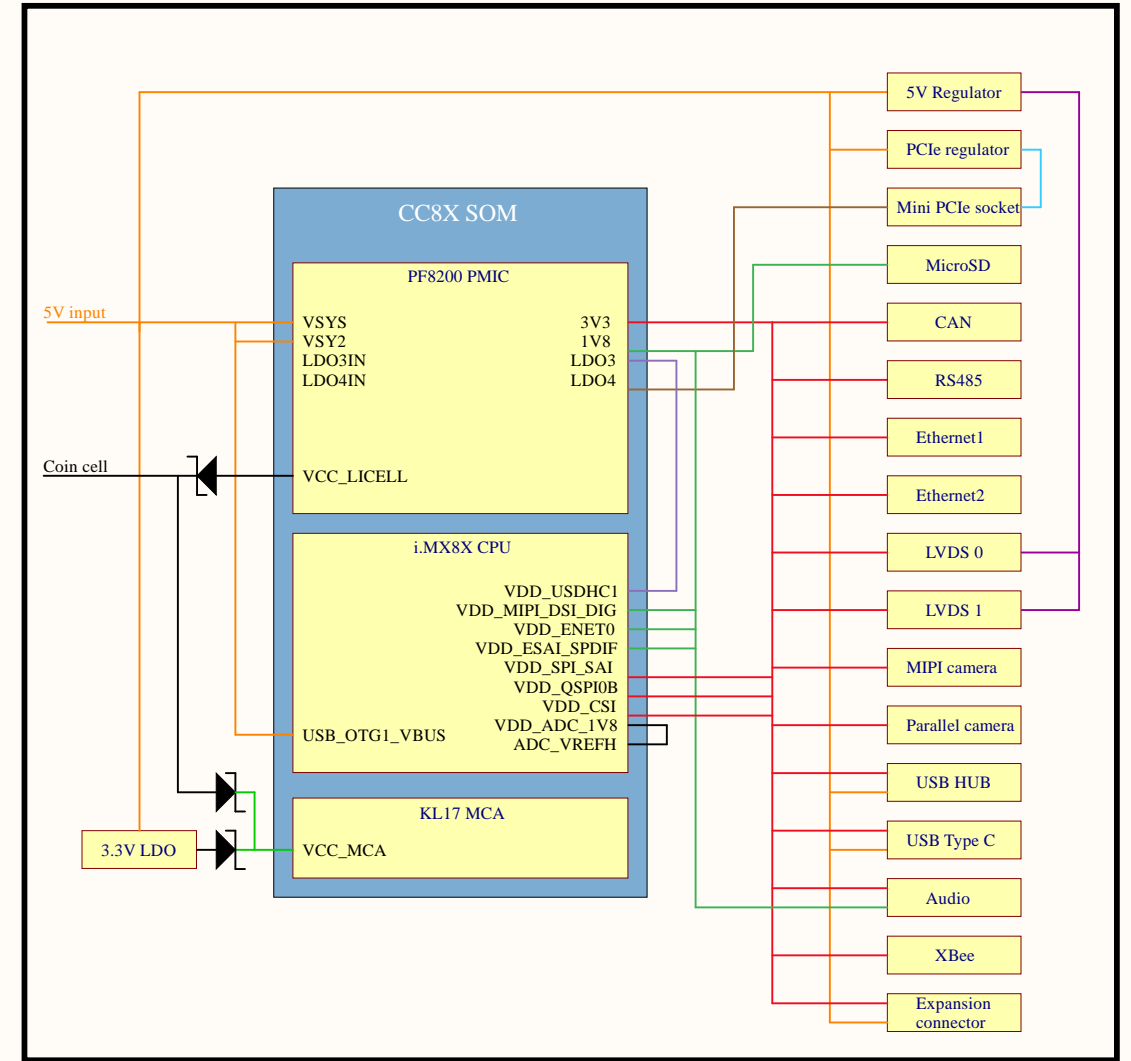 5V Regulator
PCIe regulator
Mini PCIe socket
CC8X SOM
MicroSD
PF8200 PMIC
5V input
VSYS
3V3
CAN
VSY2
1V8
LDO3IN
LDO3
LDO4IN
LDO4
RS485
Ethernet1
Coin cell
VCC_LICELL
Ethernet2
i.MX8X CPU
LVDS 0
VDD_USDHC1
VDD_MIPI_DSI_DIG
LVDS 1
VDD_ENET0
VDD_ESAI_SPDIF
VDD_SPI_SAI
MIPI camera
VDD_QSPI0B
VDD_CSI
VDD_ADC_1V8
Parallel camera
USB_OTG1_VBUS
ADC_VREFH
USB HUB
KL17 MCA
3.3V LDO
VCC_MCA
USB Type C
Audio
XBee
Expansion
connector